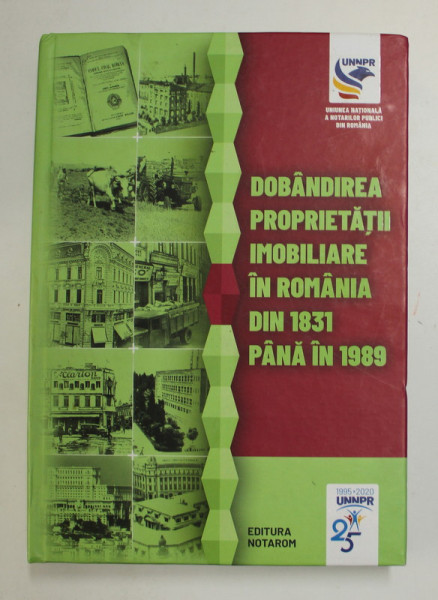 UNNPR
UNIUNEA NAȚIONALĂ
A NOTARILOR PUBLICI
DIN ROMÂNIA
DOBÂNDIREA
PROPRIETĂȚII
IMOBILIARE
ÎN ROMÂNIA
DIN 1831
PÂNĂ ÎN 1989
1995•2020
UNNPR
25
EDITURA
NOTAROM